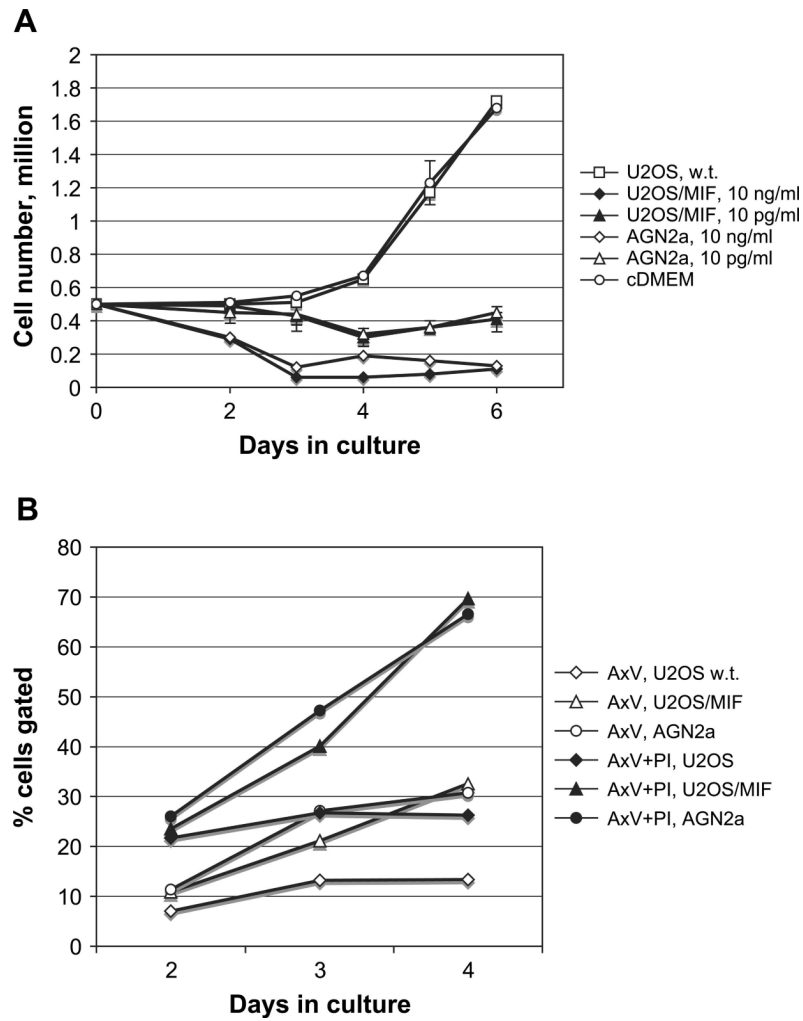 A
Cell number, million
2
1.8
1.6
1.4
1.2
1
0.8
0.6
0.4
0.2
0
0 2 4 6
Days in culture
U2OS, w.t.
U2OS/MIF, 10 ng/ml
U2OS/MIF, 10 pg/ml
AGN2a, 10 ng/ml
AGN2a, 10 pg/ml
cDMEM
B
% cells gated
80
70
60
50
40
30
20
10
0
2 3 4
Days in culture
AxV, U2OS w.t.
AxV, U2OS/MIF
AxV, AGN2a
AxV+PI, U2OS
AxV+PI, U2OS/MIF
AxV+PI, AGN2a